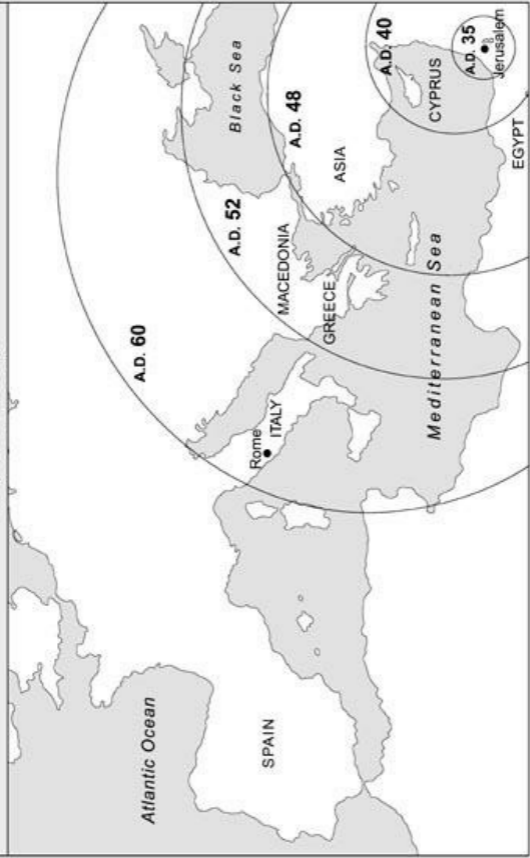 Atlantic Ocean
SPAIN
Rome
ITALY
A.D. 60
A.D. 52
MACEDONIA
GREECE
Mediterranean Sea
Black Sea
A.D. 48
ASIA
A.D. 40
CYPRUS
EGYPT
A.D. 35
Jerusalem